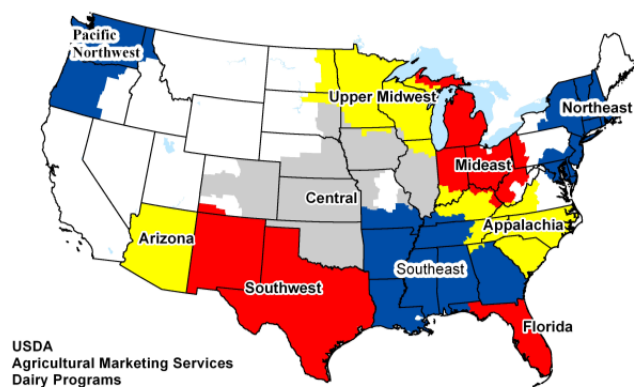 Pacific
Northwest
Upper Midwest
Northeast
Mideast
Central
Appalachia
Arizona
Southeast
Southwest
Florida
USDA
Agricultural Marketing Services
Dairy Programs